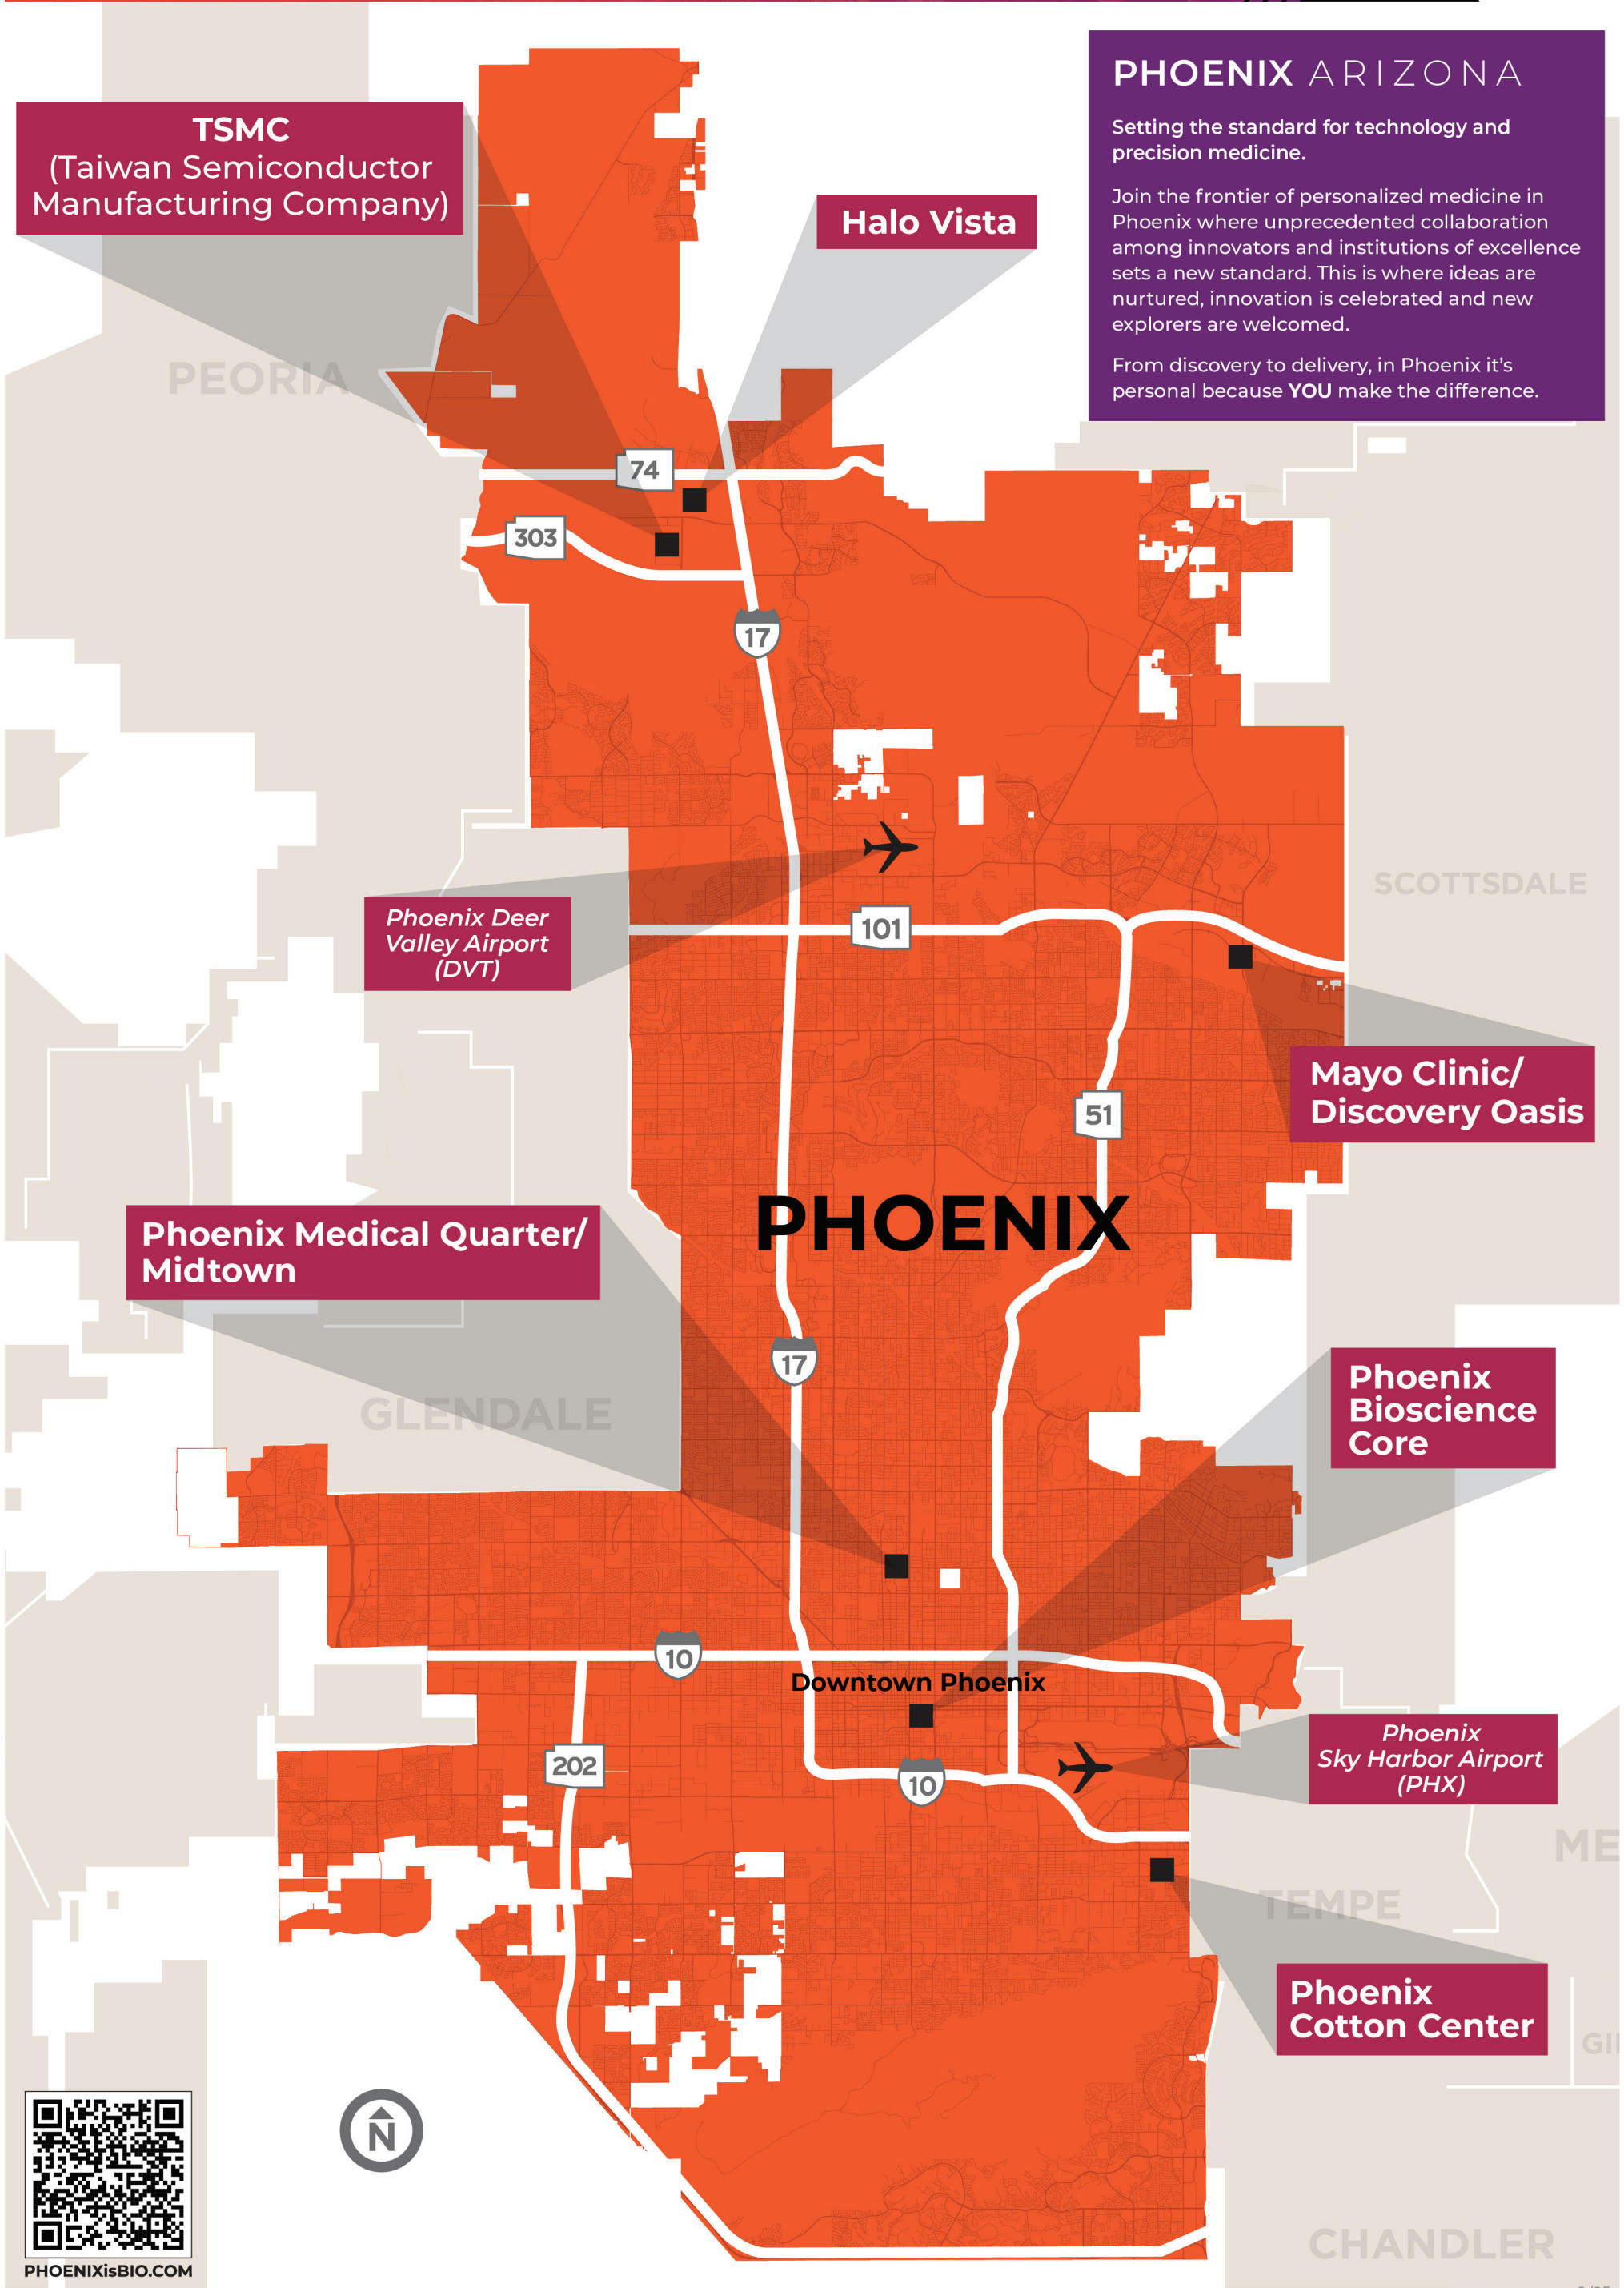 PHOENIX ARIZONA
Setting the standard for technology and
precision medicine.
Join the frontier of personalized medicine in
Phoenix where unprecedented collaboration
among innovators and institutions of excellence
sets a new standard. This is where ideas are
nurtured, innovation is celebrated and new
explorers are welcomed.
From discovery to delivery, in Phoenix it's
personal because YOU make the difference.
TSMC
(Taiwan Semiconductor
Manufacturing Company)
Halo Vista
PEORIA
74
303
17
SCOTTSDALE
Phoenix Deer
Valley Airport
(DVT)
101
Mayo Clinic/
Discovery Oasis
51
PHOENIX
Phoenix Medical Quarter/
Midtown
17
GLENDALE
Phoenix
Bioscience
Core
10
Downtown Phoenix
202
10
Phoenix
Sky Harbor Airport
(PHX)
ME
TEMPE
Phoenix
Cotton Center
N
CHANDLER
PHOENIXisBIO.COM